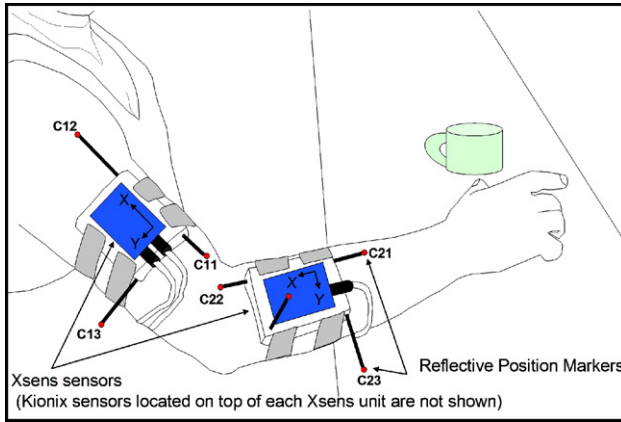 C12
X
Y
C11
C13
C21
C22
X
Y
C23
Reflective Position Markers
Xsens sensors
(Kionix sensors located on top of each Xsens unit are not shown)